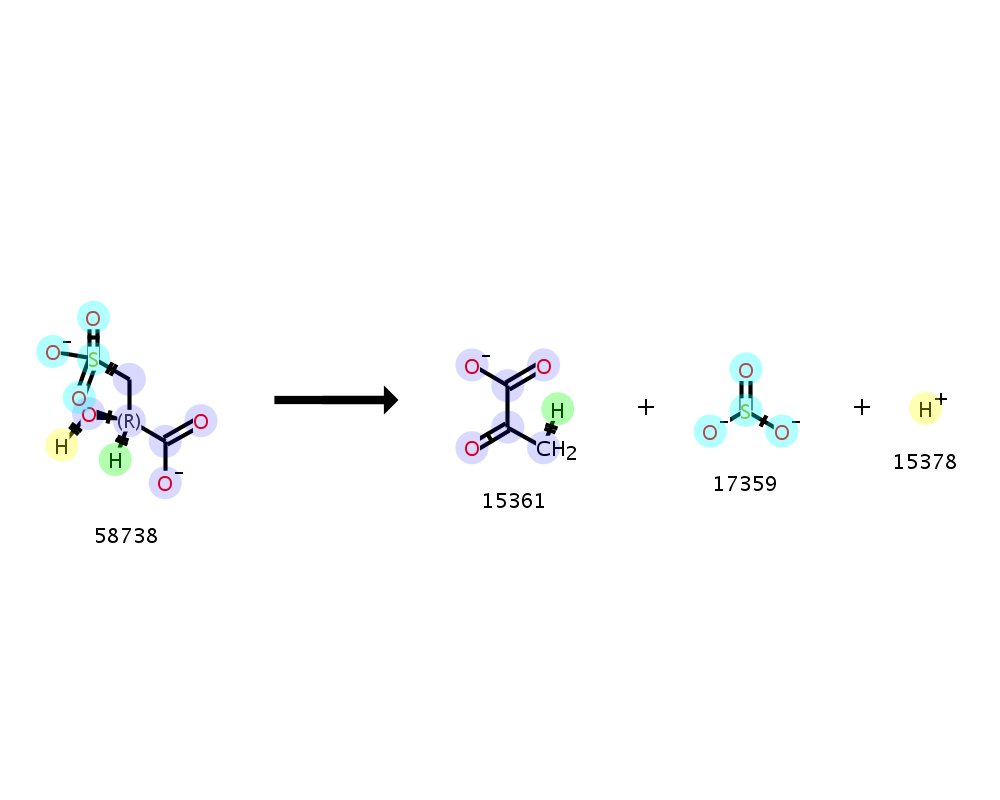 O
O⁻ S
O
O (R) O
H H
O⁻
58738
O⁻ O
H
O CH₂
15361
+
O
S
O⁻ O⁻
17359
+
H⁺
15378